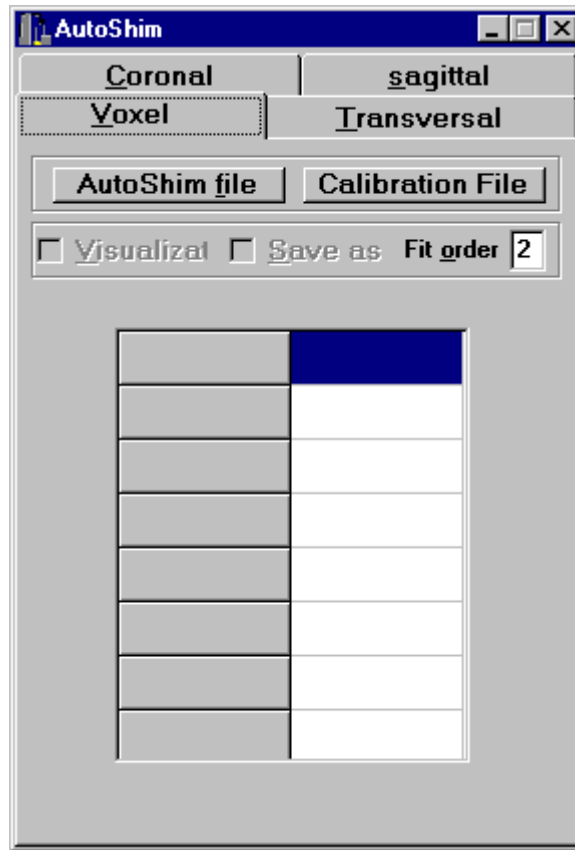 AutoShim
Coronal sagittal
Voxel Transversal
AutoShim file Calibration File
Visualizat Save as Fit order 2